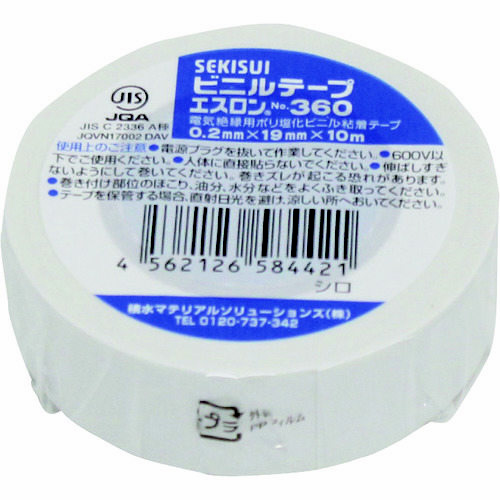 SEKISUI
ビニルテープ
エスロン No.360
電気絶縁用ポリ塩化ビニル粘着テープ
0.2mm×19mm×10m
JIS
JQA
JIS C 2336 A種
JQVN17002 DAV
使用上のご注意 ●電源プラグを抜いて作業してください。 ●600V以
下でご使用ください。 ●人体に直接貼らないでください。 ●伸ばしすぎ
ないようにして巻いてください。巻きズレが起こる恐れがあります。
●巻き付け部位のほこり、油分、水分などをよくふき取ってください。
●テープを保管する場合、直射日光を避け、涼しい所へおいてください。
4 562126 584421
シロ
積水マテリアルソリューションズ(株)
TEL 0120-737-342
プラ
外装
PPフィルム